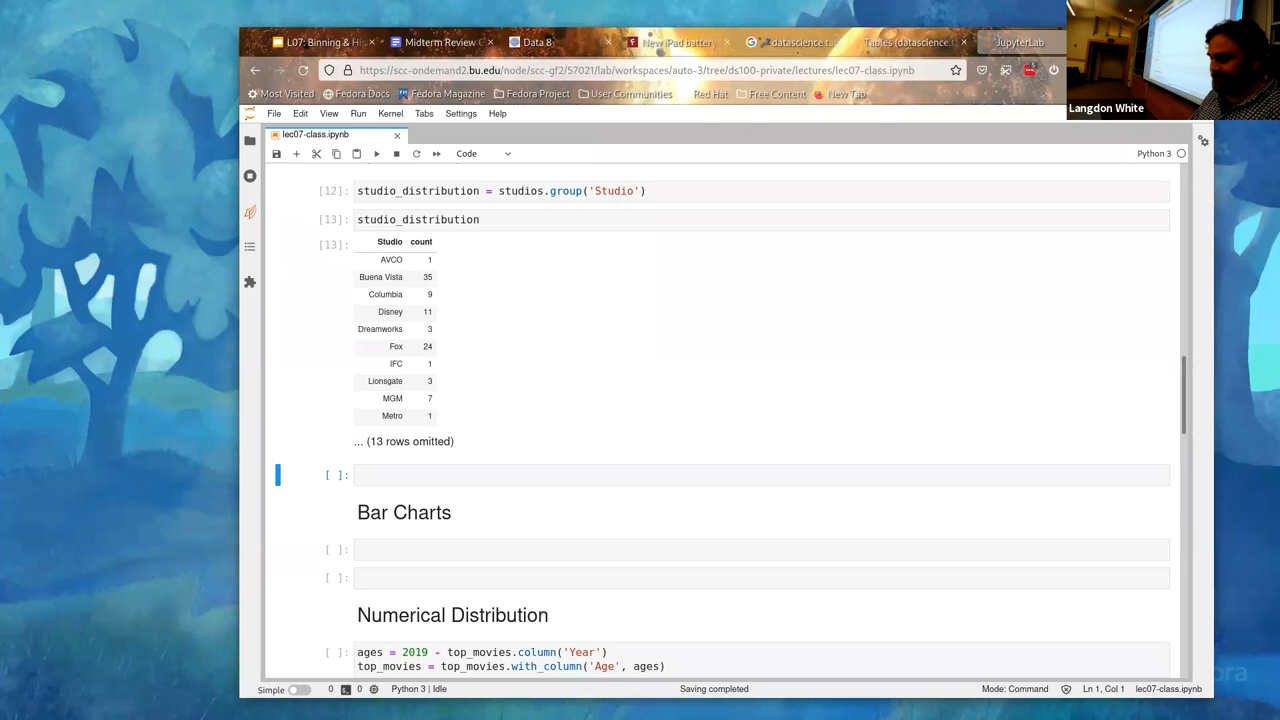 L07: Binning & Hi
Midterm Review
Data 8
New iPad battery
datascience ta
Tables (datascience.
JupyterLab
https://scc-ondemand2.bu.edu/node/scc-gf2/57021/lab/workspaces/auto-3/tree/ds100-private/lectures/lec07-class.ipynb
Most Visited
Fedora Docs
Fedora Magazine
Fedora Project
User Communities
Red Hat
Free Content
New Tab
Langdon White
File Edit View Run Kernel Tabs Settings Help
lec07-class.ipynb
Code
Python 3
[12]: studio_distribution = studios.group('Studio')
[13]: studio_distribution
[13]: Studio count
AVCO 1
Buena Vista 35
Columbia 9
Disney 11
Dreamworks 3
Fox 24
IFC 1
Lionsgate 3
MGM 7
Metro 1
... (13 rows omitted)
[ ]:
Bar Charts
[ ]:
[ ]:
Numerical Distribution
[ ]: ages = 2019 - top_movies.column('Year')
top_movies = top_movies.with_column('Age', ages)
Simple 0 0 Python 3 | Idle Saving completed Mode: Command Ln 1, Col 1 lec07-class.ipynb